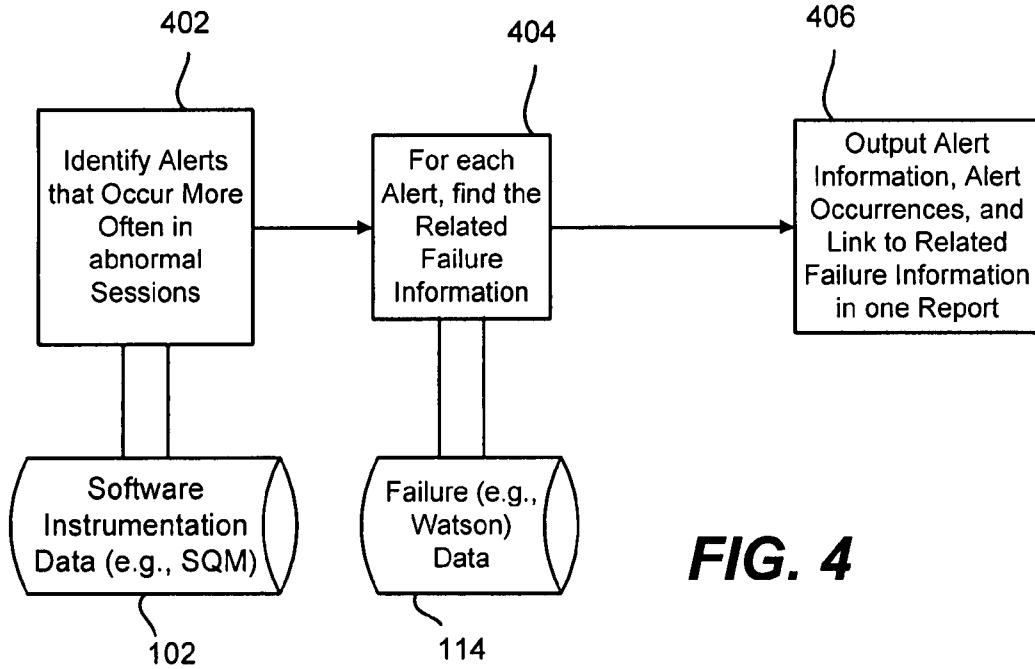 402
404
406
Identify Alerts
that Occur More
Often in
abnormal
Sessions
For each
Alert, find the
Related
Failure
Information
Output Alert
Information, Alert
Occurrences, and
Link to Related
Failure Information
in one Report
Software
Instrumentation
Data (e.g., SQM)
Failure (e.g.,
Watson)
Data
FIG. 4
102
114